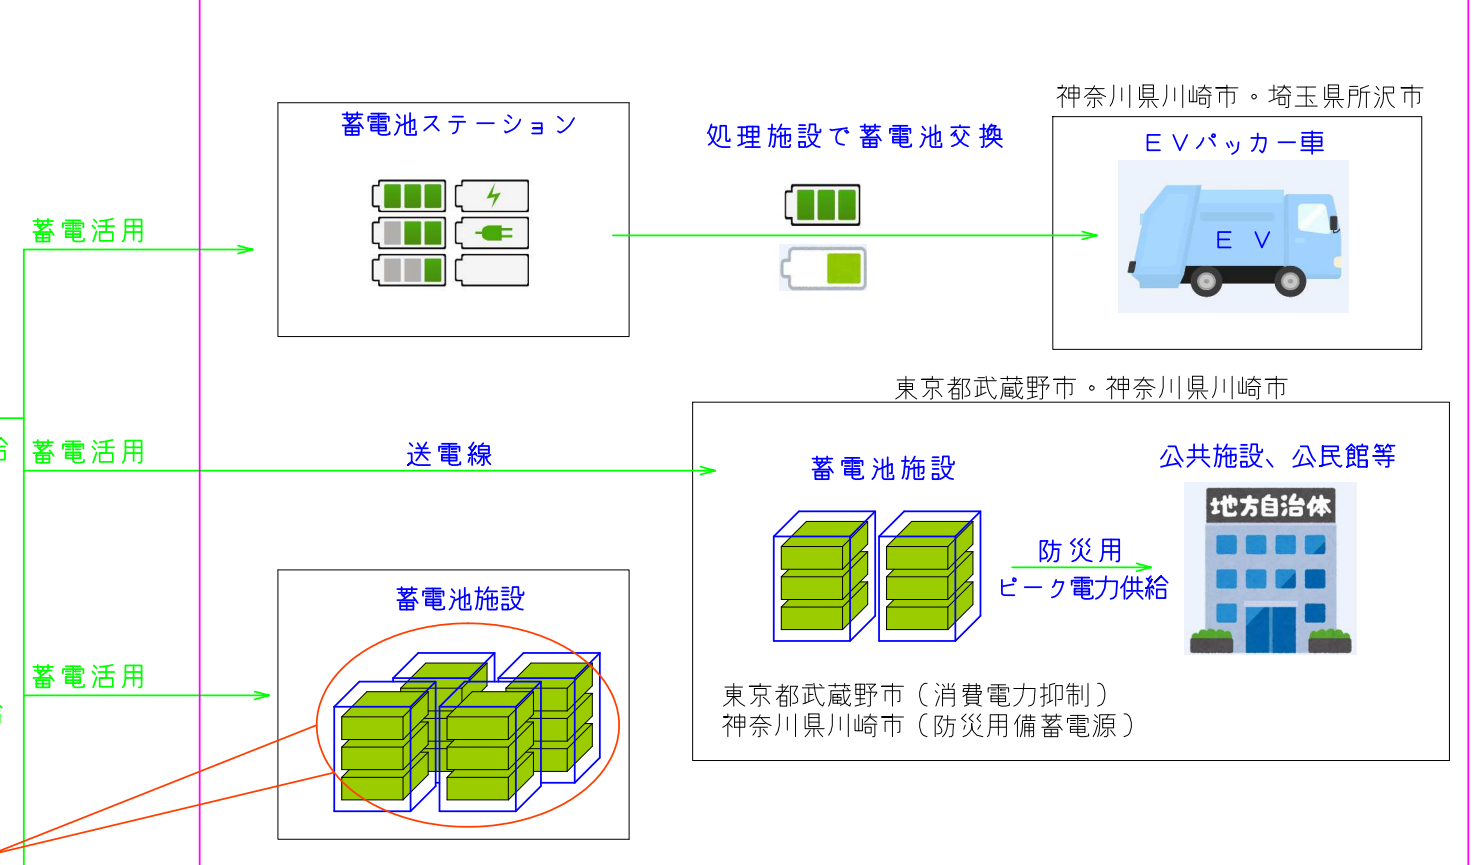 神奈川県川崎市・埼玉県所沢市
蓄電池ステーション
処理施設で蓄電池交換
EVパッカー車
EV
蓄電活用
東京都武蔵野市・神奈川県川崎市
蓄電活用
送電線
蓄電池施設
公共施設、公民館等
地方自治体
防災用
ピーク電力供給
蓄電池施設
蓄電活用
東京都武蔵野市（消費電力抑制）
神奈川県川崎市（防災用備蓄電源）